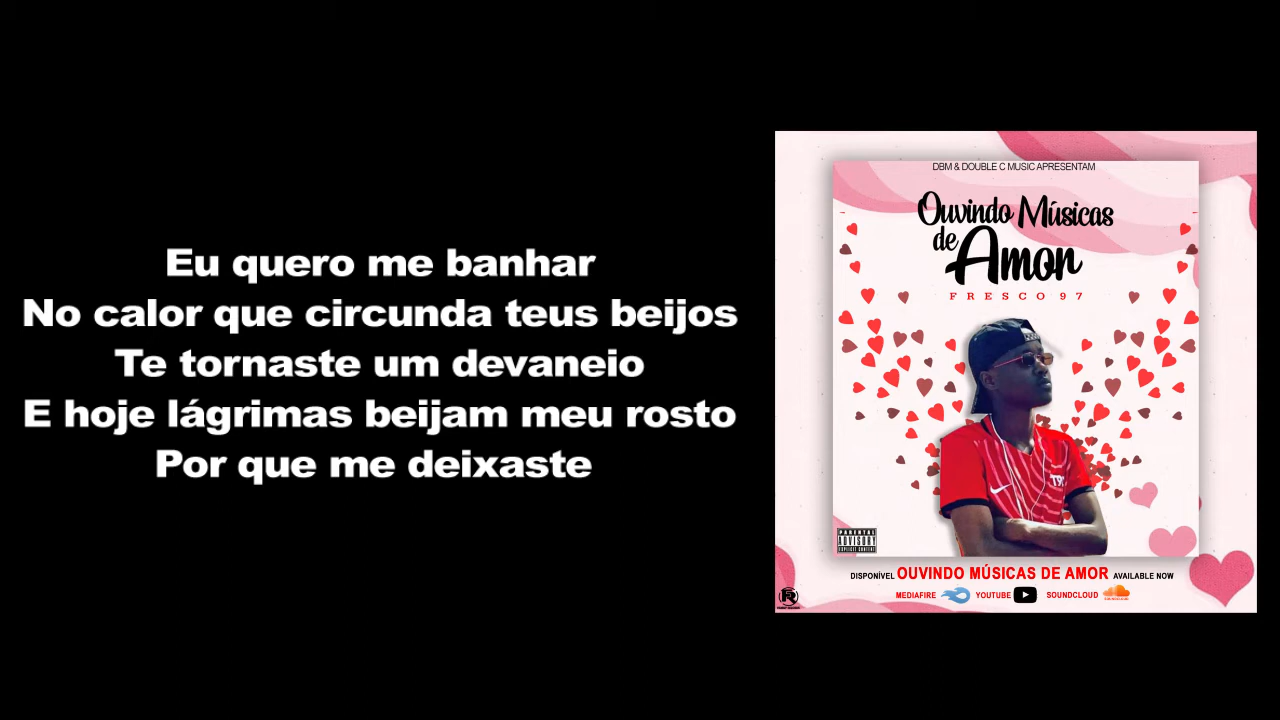 Eu quero me banhar
No calor que circunda teus beijos
Te tornaste um devaneio
E hoje lágrimas beijam meu rosto
Por que me deixaste
DBM & DOUBLE C MUSIC APRESENTAM
Ouvindo Músicas
de Amor
FRESCO 97
PARENTAL
ADVISORY
EXPLICIT CONTENT
DISPONÍVEL OUVINDO MÚSICAS DE AMOR AVAILABLE NOW
MEDIAFIRE YOUTUBE SOUNDCLOUD